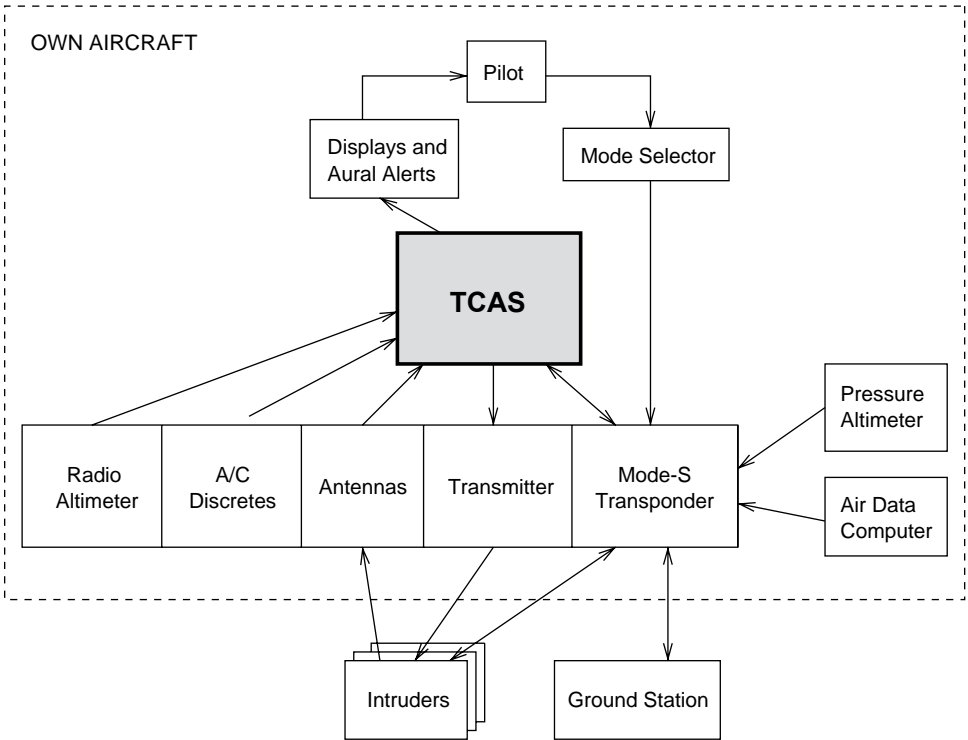 OWN AIRCRAFT
Pilot
Displays and
Aural Alerts
Mode Selector
TCAS
Pressure
Altimeter
Radio
Altimeter
A/C
Discretes
Antennas
Transmitter
Mode-S
Transponder
Air Data
Computer
Intruders
Ground Station